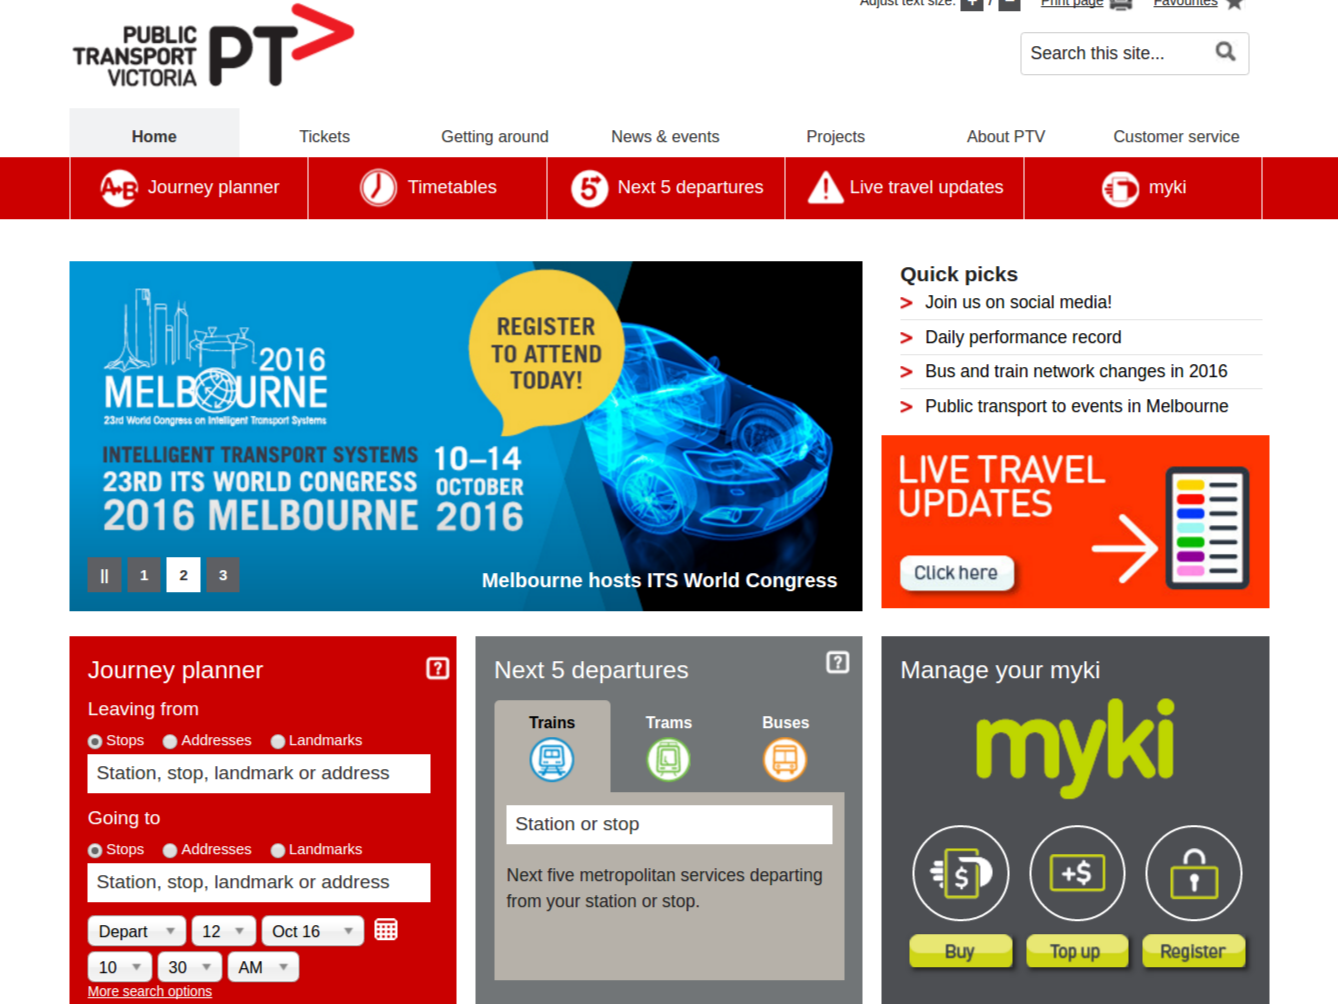 Adjust text size: + / −
Print page
Favourites
PUBLIC
TRANSPORT
VICTORIA
PT
Search this site...
Home
Tickets
Getting around
News & events
Projects
About PTV
Customer service
A B Journey planner
Timetables
5 Next 5 departures
! Live travel updates
myki
2016
MELBOURNE
23rd World Congress on Intelligent Transport Systems
REGISTER
TO ATTEND
TODAY!
INTELLIGENT TRANSPORT SYSTEMS
23RD ITS WORLD CONGRESS
2016 MELBOURNE
10–14
OCTOBER
2016
|| 1 2 3
Melbourne hosts ITS World Congress
Quick picks
> Join us on social media!
> Daily performance record
> Bus and train network changes in 2016
> Public transport to events in Melbourne
LIVE TRAVEL
UPDATES
Click here
Journey planner ?
Leaving from
Stops Addresses Landmarks
Station, stop, landmark or address
Going to
Stops Addresses Landmarks
Station, stop, landmark or address
Depart 12 Oct 16
10 30 AM
More search options
Next 5 departures ?
Trains Trams Buses
Station or stop
Next five metropolitan services departing
from your station or stop.
Manage your myki
myki
$ +$
Buy Top up Register